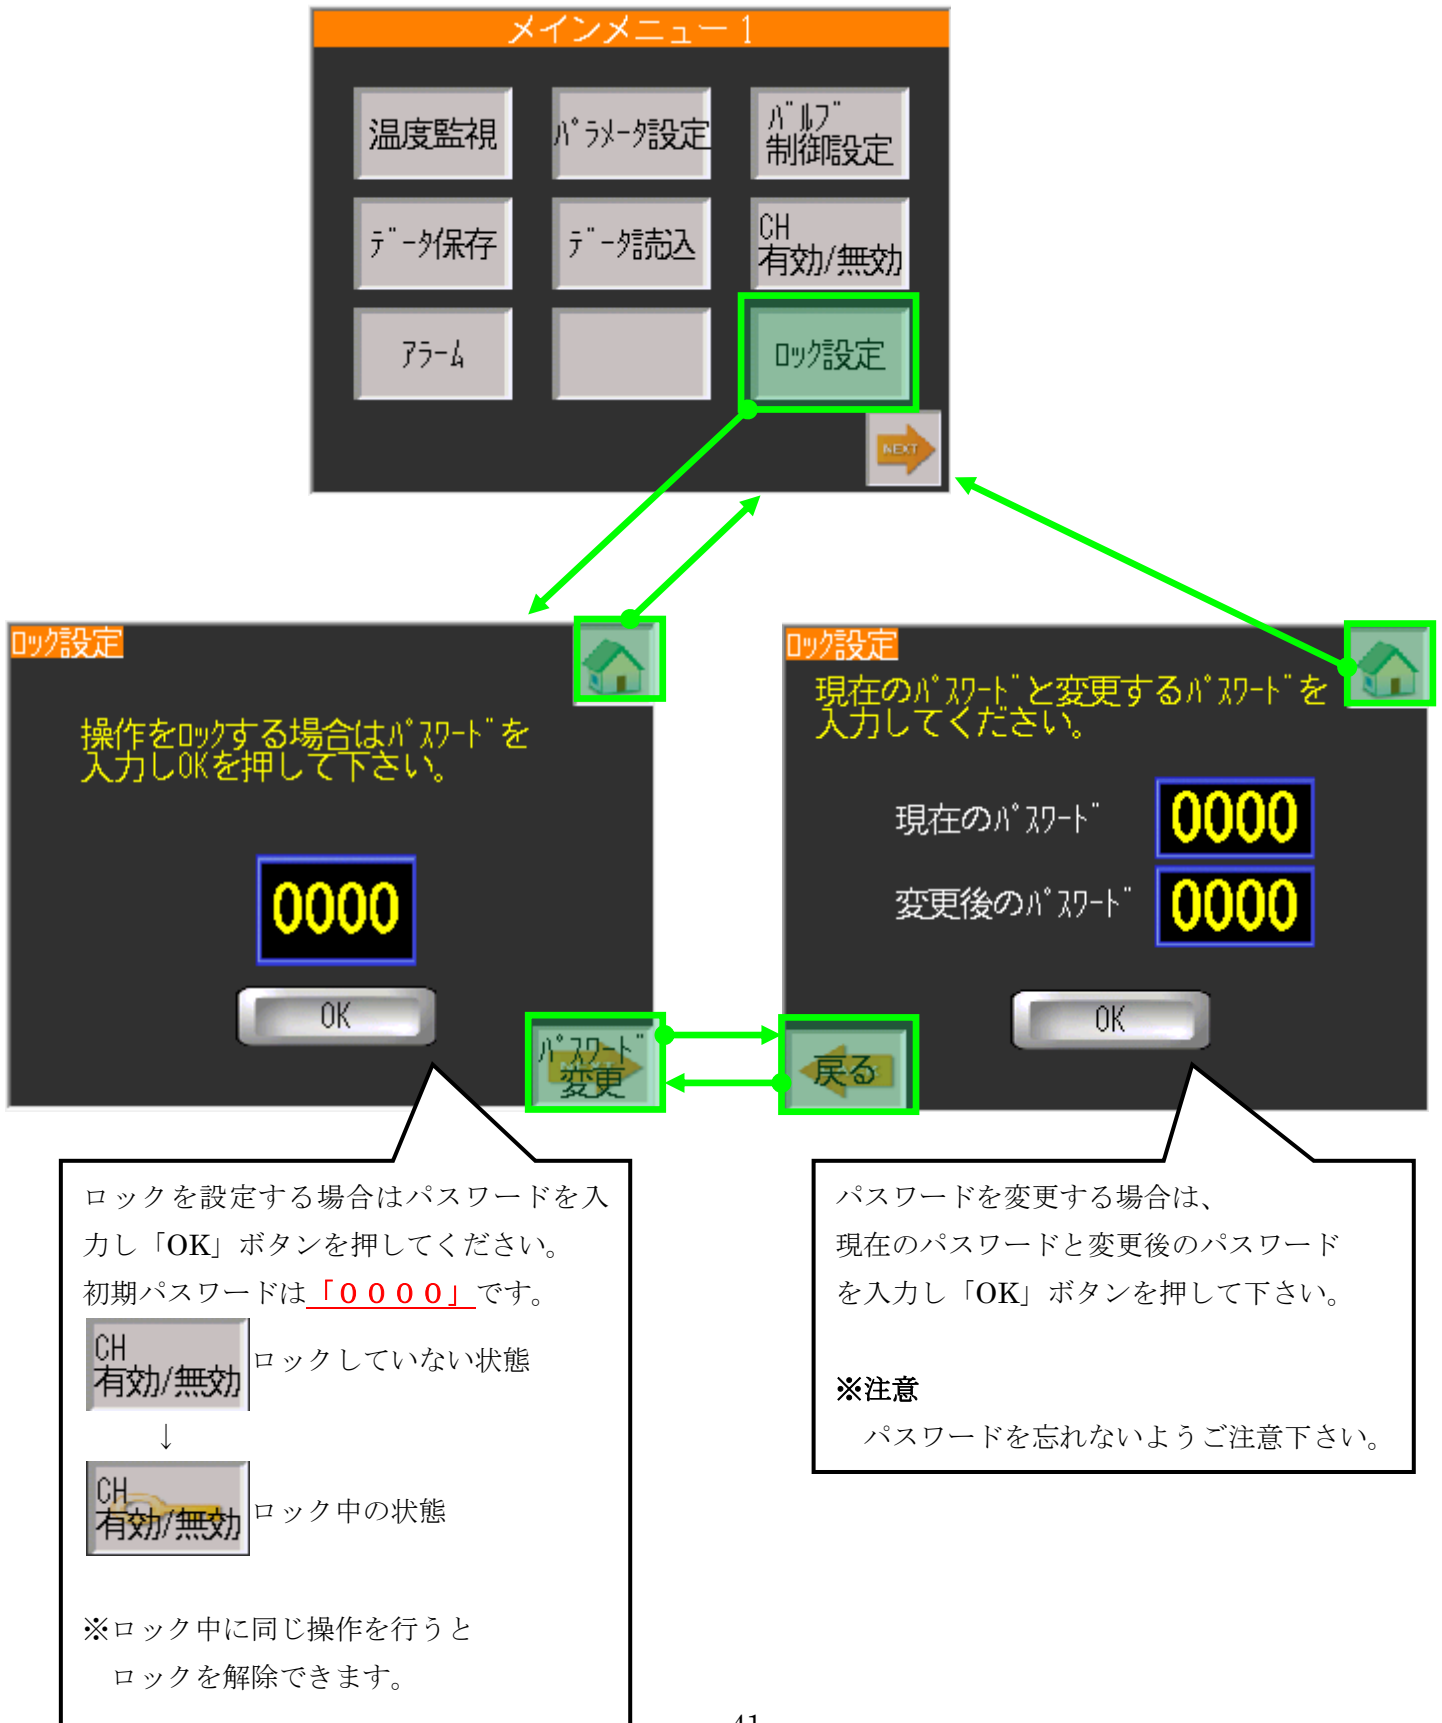 メインメニュー 1
温度監視
ﾊﾟﾗﾒｰﾀ設定
ﾊﾞﾙﾌﾞ
制御設定
ﾃﾞｰﾀ保存
ﾃﾞｰﾀ読込
CH
有効/無効
ｱﾗｰﾑ
ﾛｯｸ設定
NEXT
ﾛｯｸ設定
操作をﾛｯｸする場合はﾊﾟｽﾜｰﾄﾞを
入力しOKを押して下さい。
0000
OK
ﾊﾟｽﾜｰﾄﾞ
変更
ﾛｯｸ設定
現在のﾊﾟｽﾜｰﾄﾞと変更するﾊﾟｽﾜｰﾄﾞを
入力してください。
現在のﾊﾟｽﾜｰﾄﾞ 0000
変更後のﾊﾟｽﾜｰﾄﾞ 0000
OK
戻る
ロックを設定する場合はパスワードを入
力し「OK」ボタンを押してください。
初期パスワードは「００００」です。
CH
有効/無効
ロックしていない状態
↓
CH
有効/無効
ロック中の状態
※ロック中に同じ操作を行うと
ロックを解除できます。
パスワードを変更する場合は、
現在のパスワードと変更後のパスワード
を入力し「OK」ボタンを押して下さい。
※注意
パスワードを忘れないようご注意下さい。
41